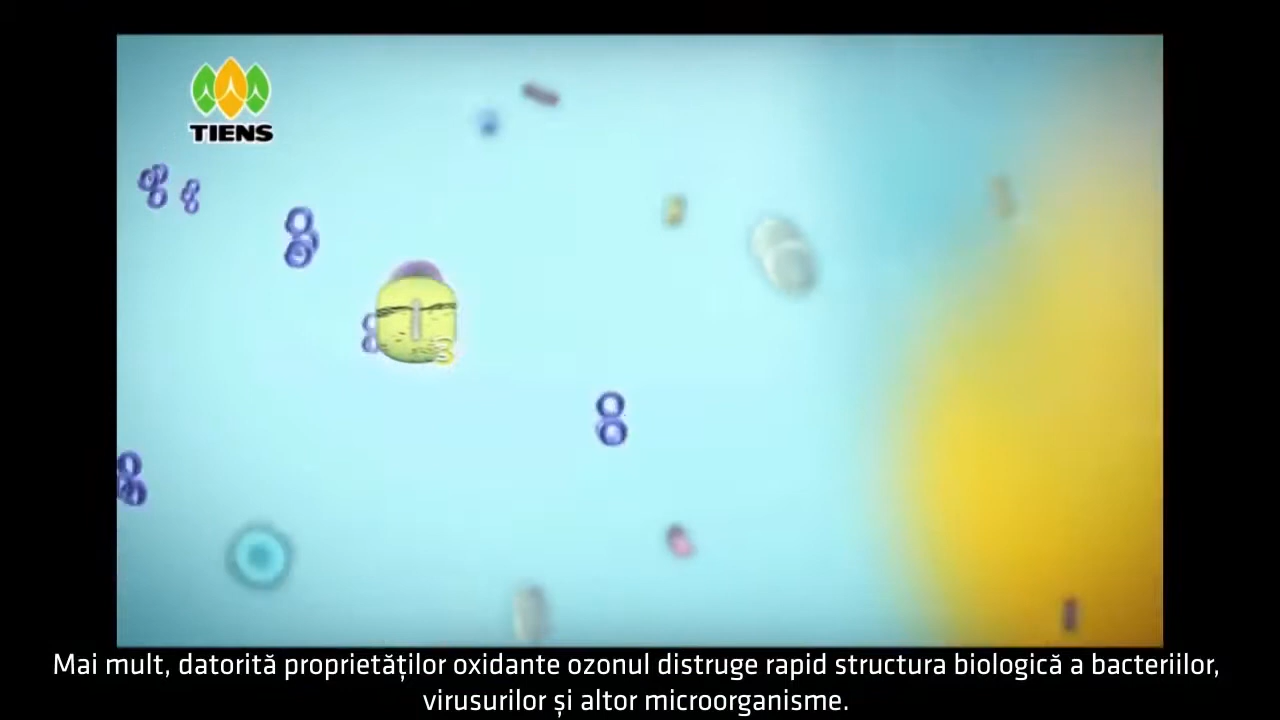 TIENS
Mai mult, datorită proprietăților oxidante ozonul distruge rapid structura biologică a bacteriilor,
virusurilor și altor microorganisme.